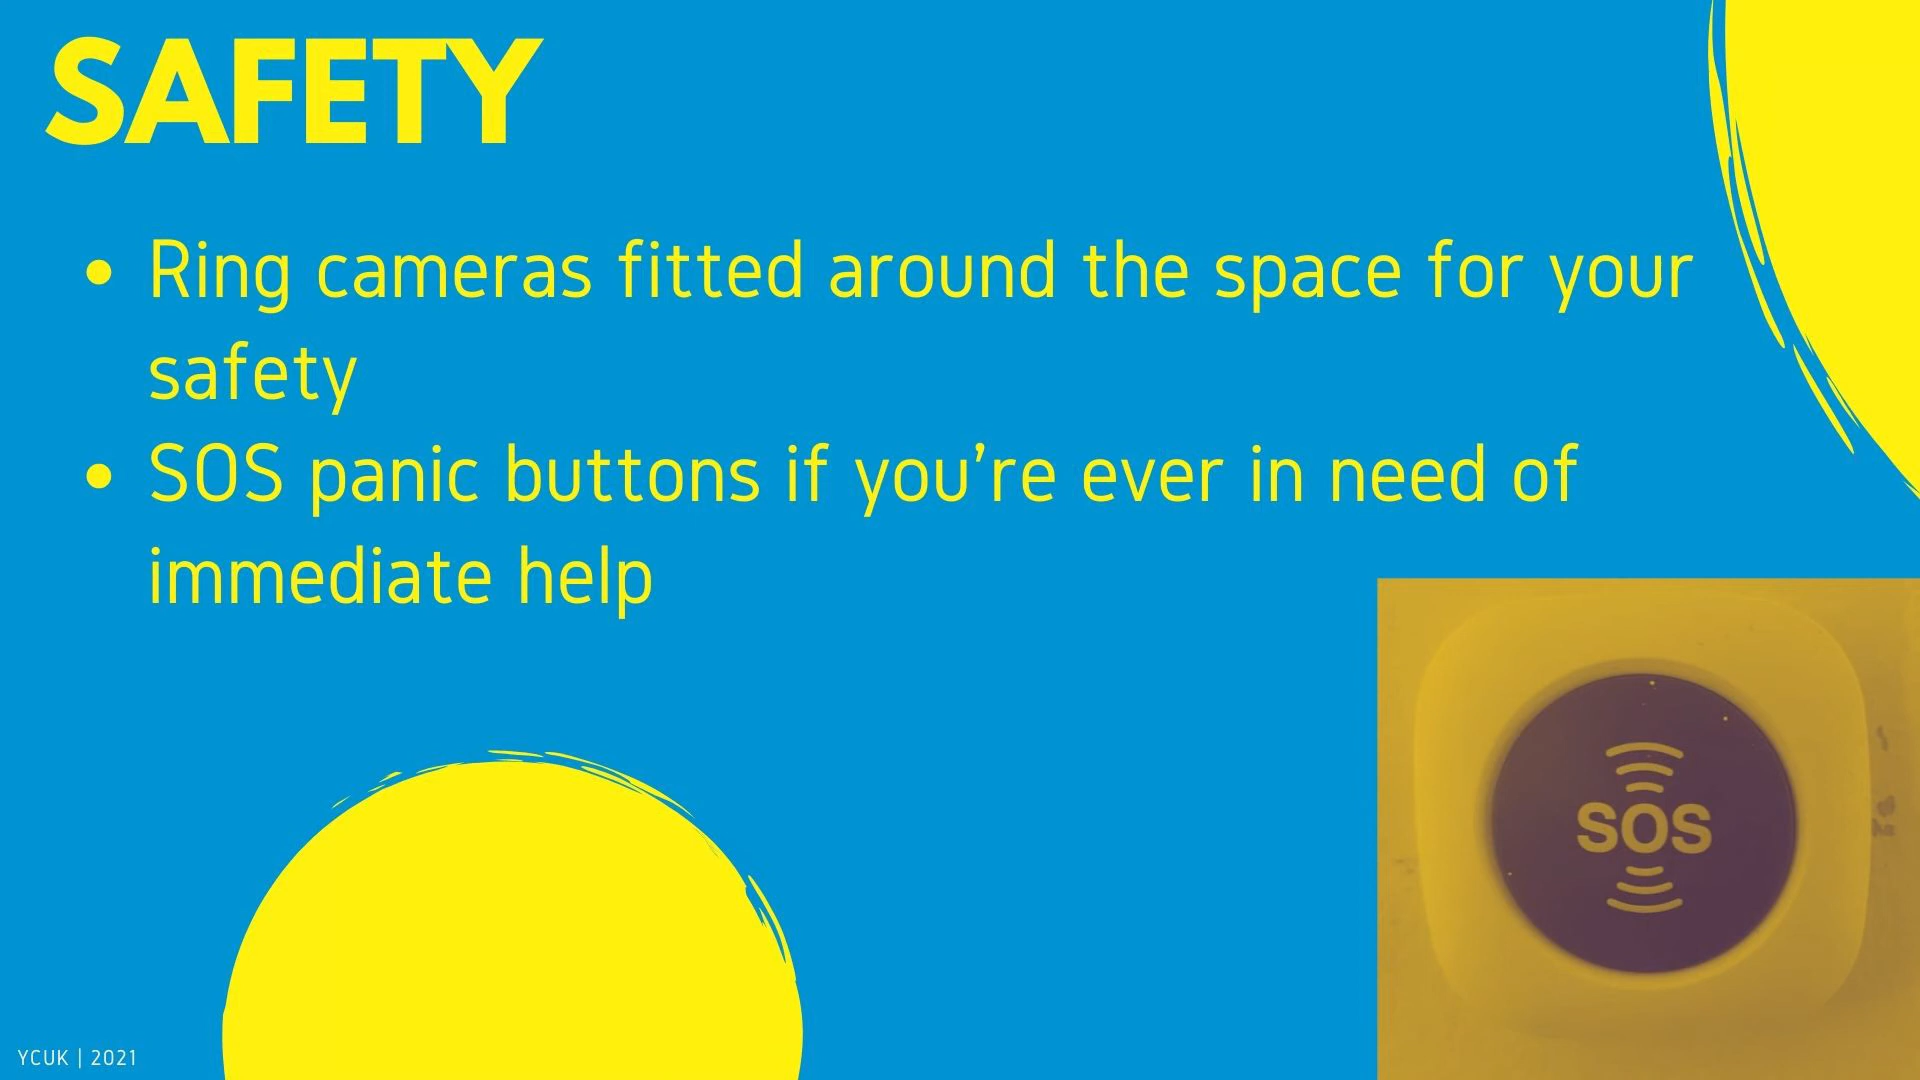 SAFETY
• Ring cameras fitted around the space for your
safety
• SOS panic buttons if you’re ever in need of
immediate help
SOS
YCUK | 2021